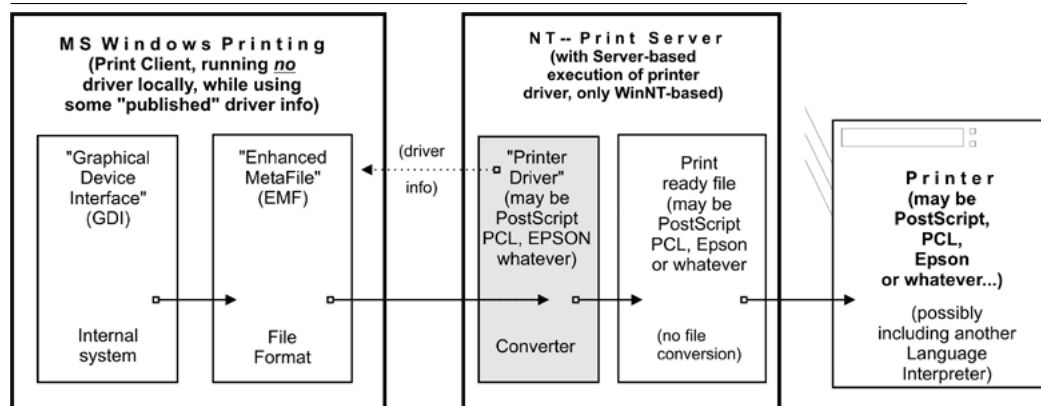 MS Windows Printing
(Print Client, running no
driver locally, while using
some "published" driver info)
"Graphical
Device
Interface"
(GDI)
Internal
system
"Enhanced
MetaFile"
(EMF)
File
Format
(driver
info)
NT -- Print Server
(with Server-based
execution of printer
driver, only WinNT-based)
"Printer
Driver"
(may be
PostScript
PCL, EPSON
whatever)
Converter
Print
ready file
(may be
PostScript
PCL, Epson
or whatever
(no file
conversion)
Printer
(may be
PostScript,
PCL,
Epson
or whatever...)
(possibly
including another
Language
Interpreter)